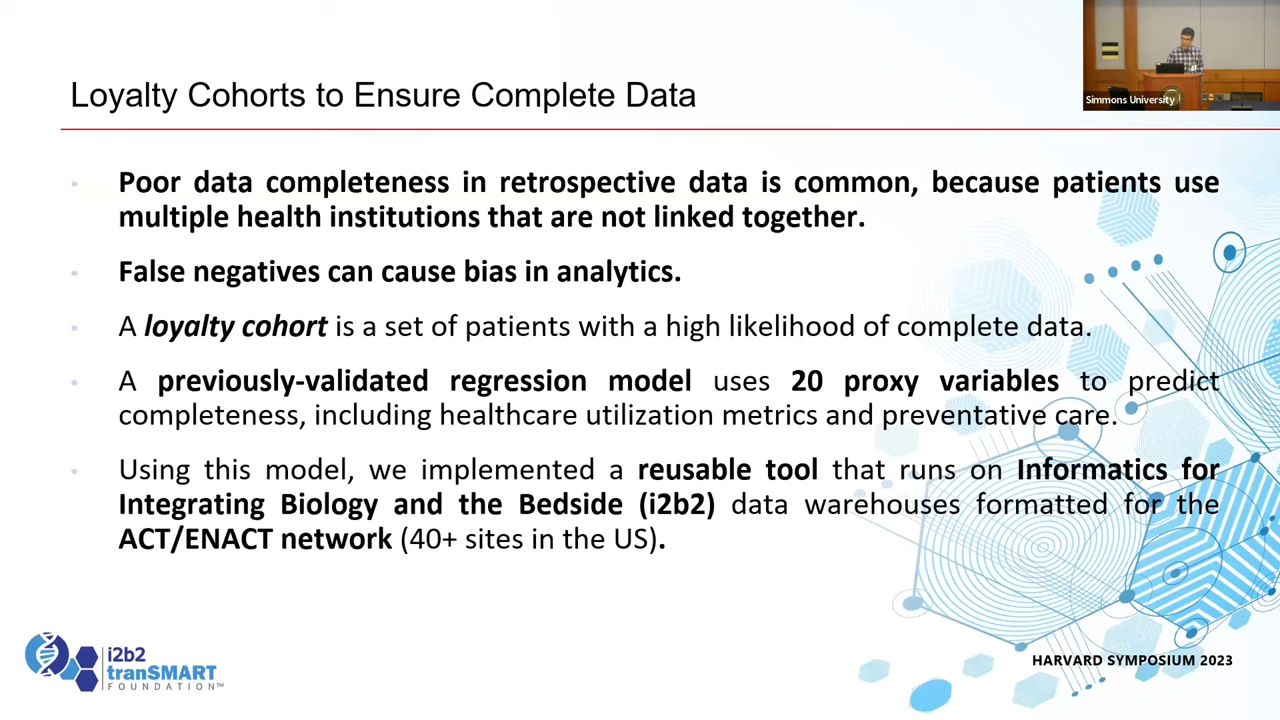 Simmons University
Loyalty Cohorts to Ensure Complete Data
• Poor data completeness in retrospective data is common, because patients use
multiple health institutions that are not linked together.
• False negatives can cause bias in analytics.
• A loyalty cohort is a set of patients with a high likelihood of complete data.
• A previously-validated regression model uses 20 proxy variables to predict
completeness, including healthcare utilization metrics and preventative care.
• Using this model, we implemented a reusable tool that runs on Informatics for
Integrating Biology and the Bedside (i2b2) data warehouses formatted for the
ACT/ENACT network (40+ sites in the US).
i2b2
tranSMART
FOUNDATION™
HARVARD SYMPOSIUM 2023